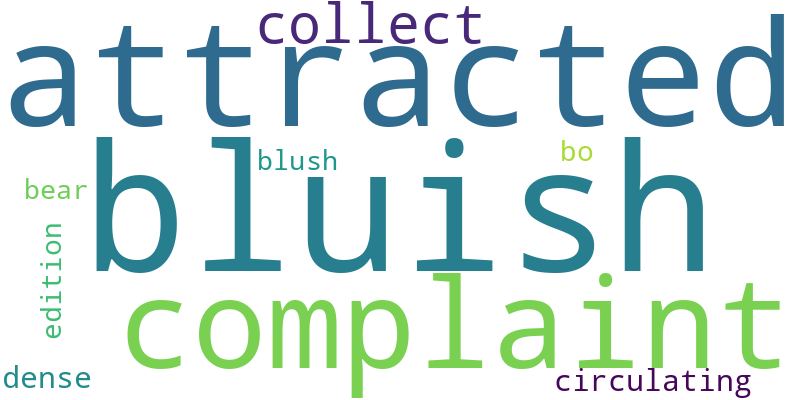 collect
attracted
bluish
blush
bo
bear
edition
complaint
dense
circulating